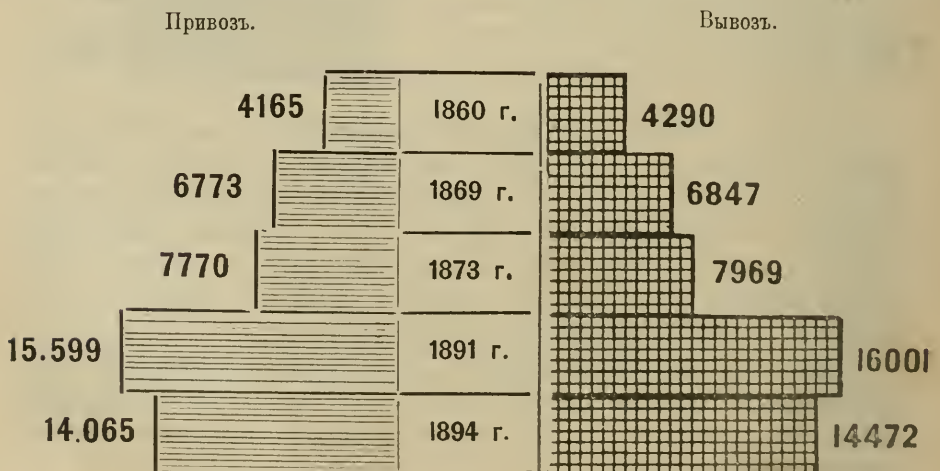 Привозъ. Вывозъ.
4165 1860 г. 4290
6773 1869 г. 6847
7770 1873 г. 7969
15.599 1891 г. 16001
14.065 1894 г. 14472